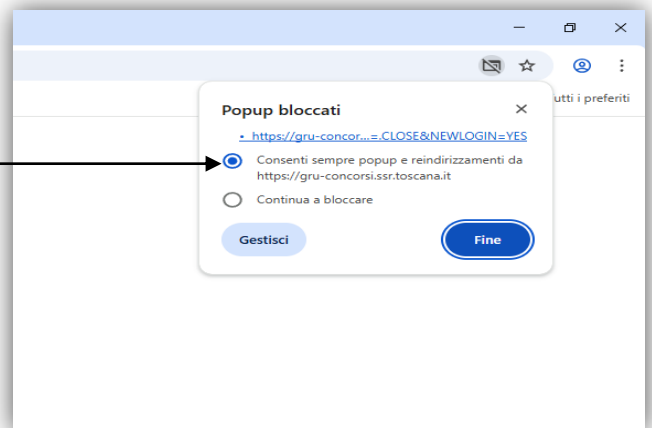 utti i preferiti
Popup bloccati
https://gru-concor...=.CLOSE&NEWLOGIN=YES
Consenti sempre popup e reindirizzamenti da
https://gru-concorsi.ssr.toscana.it
Continua a bloccare
Gestisci
Fine